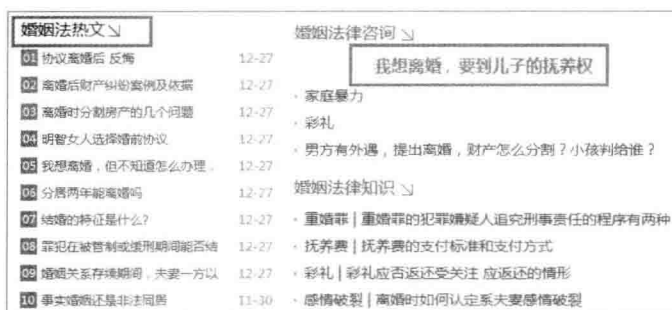 婚姻法热文
01 协议离婚后 反悔 12-27
02 离婚后财产纠纷案例及依据 12-27
03 离婚时分割房产的几个问题 12-27
04 明智女人选择婚前协议 12-27
05 我想离婚，但不知道怎么办理， 12-27
06 分居两年能离婚吗 12-27
07 结婚的特征是什么? 12-27
08 罪犯在被管制或缓刑期间能否结 12-27
09 婚姻关系存续期间，夫妻一方以 12-27
10 事实婚姻还是非法同居 11-30
婚姻法律咨询
我想离婚，要到儿子的抚养权
· 家庭暴力
· 彩礼
· 男方有外遇，提出离婚，财产怎么分割？小孩判给谁？
婚姻法律知识
· 重婚罪 | 重婚罪的犯罪嫌疑人追究刑事责任的程序有两种
· 抚养费 | 抚养费的支付标准和支付方式
· 彩礼 | 彩礼应否返还受关注 应返还的情形
· 感情破裂 | 离婚时如何认定系夫妻感情破裂